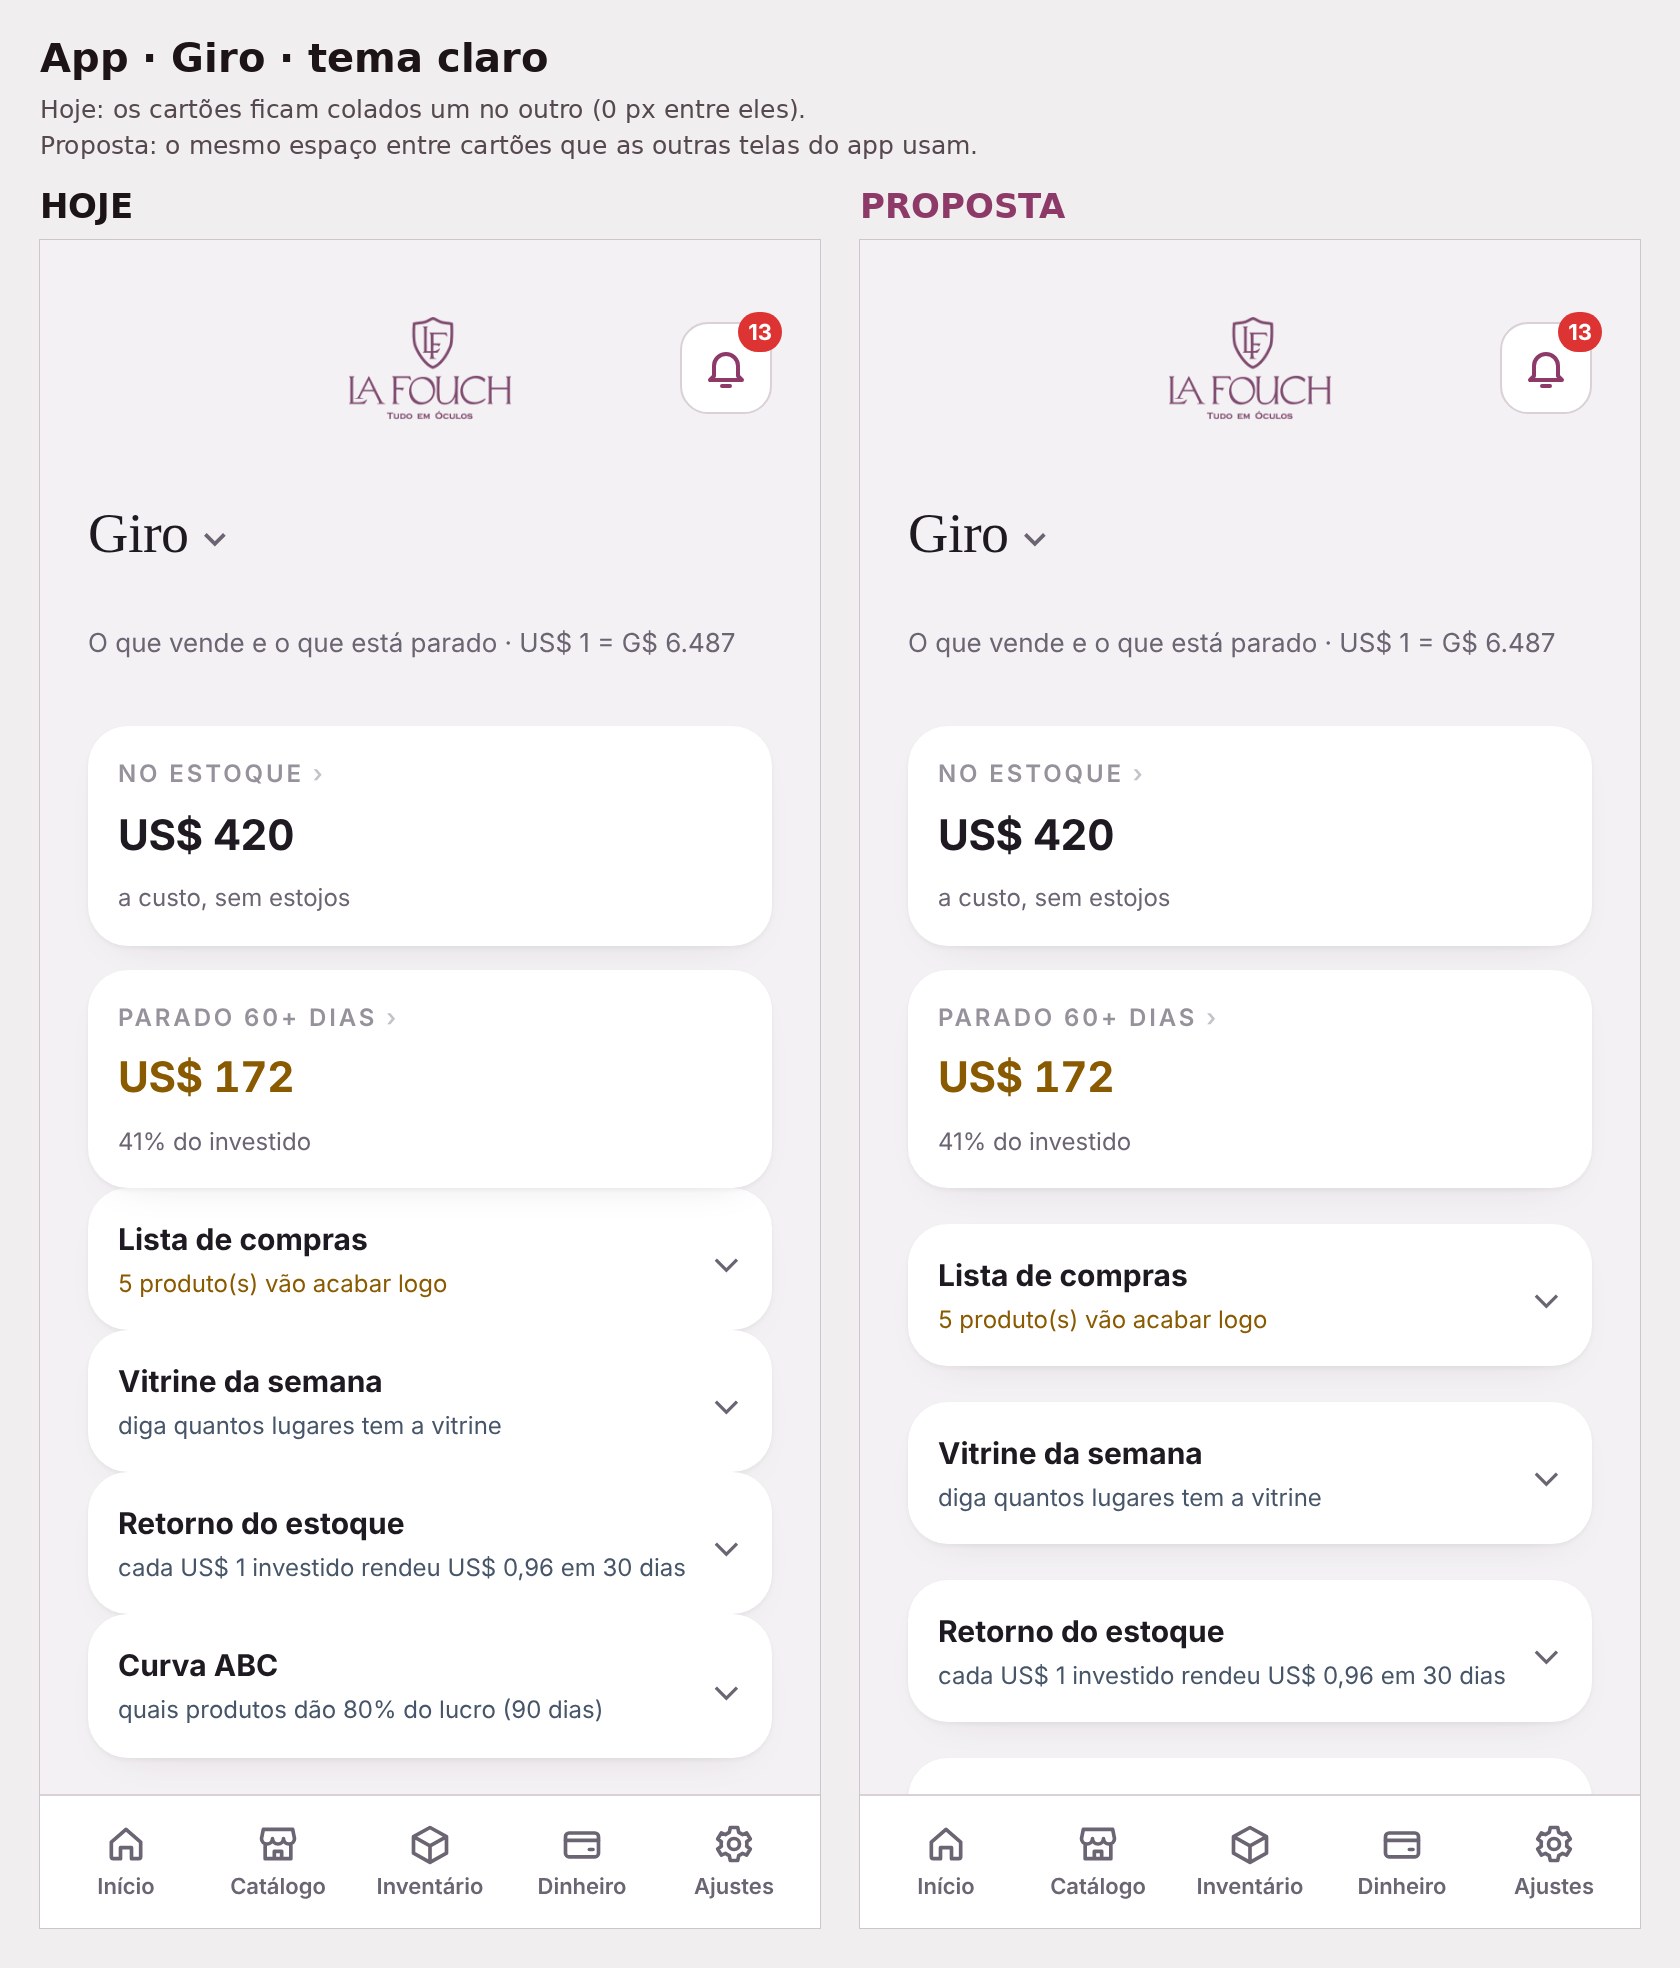 App · Giro · tema claro
Hoje: os cartões ficam colados um no outro (0 px entre eles).
Proposta: o mesmo espaço entre cartões que as outras telas do app usam.
HOJE
LF
LA FOUCH
TUDO EM ÓCULOS
13
Giro
O que vende e o que está parado · US$ 1 = G$ 6.487
NO ESTOQUE ›
US$ 420
a custo, sem estojos
PARADO 60+ DIAS ›
US$ 172
41% do investido
Lista de compras
5 produto(s) vão acabar logo
Vitrine da semana
diga quantos lugares tem a vitrine
Retorno do estoque
cada US$ 1 investido rendeu US$ 0,96 em 30 dias
Curva ABC
quais produtos dão 80% do lucro (90 dias)
Início Catálogo Inventário Dinheiro Ajustes
PROPOSTA
LF
LA FOUCH
TUDO EM ÓCULOS
13
Giro
O que vende e o que está parado · US$ 1 = G$ 6.487
NO ESTOQUE ›
US$ 420
a custo, sem estojos
PARADO 60+ DIAS ›
US$ 172
41% do investido
Lista de compras
5 produto(s) vão acabar logo
Vitrine da semana
diga quantos lugares tem a vitrine
Retorno do estoque
cada US$ 1 investido rendeu US$ 0,96 em 30 dias
Início Catálogo Inventário Dinheiro Ajustes